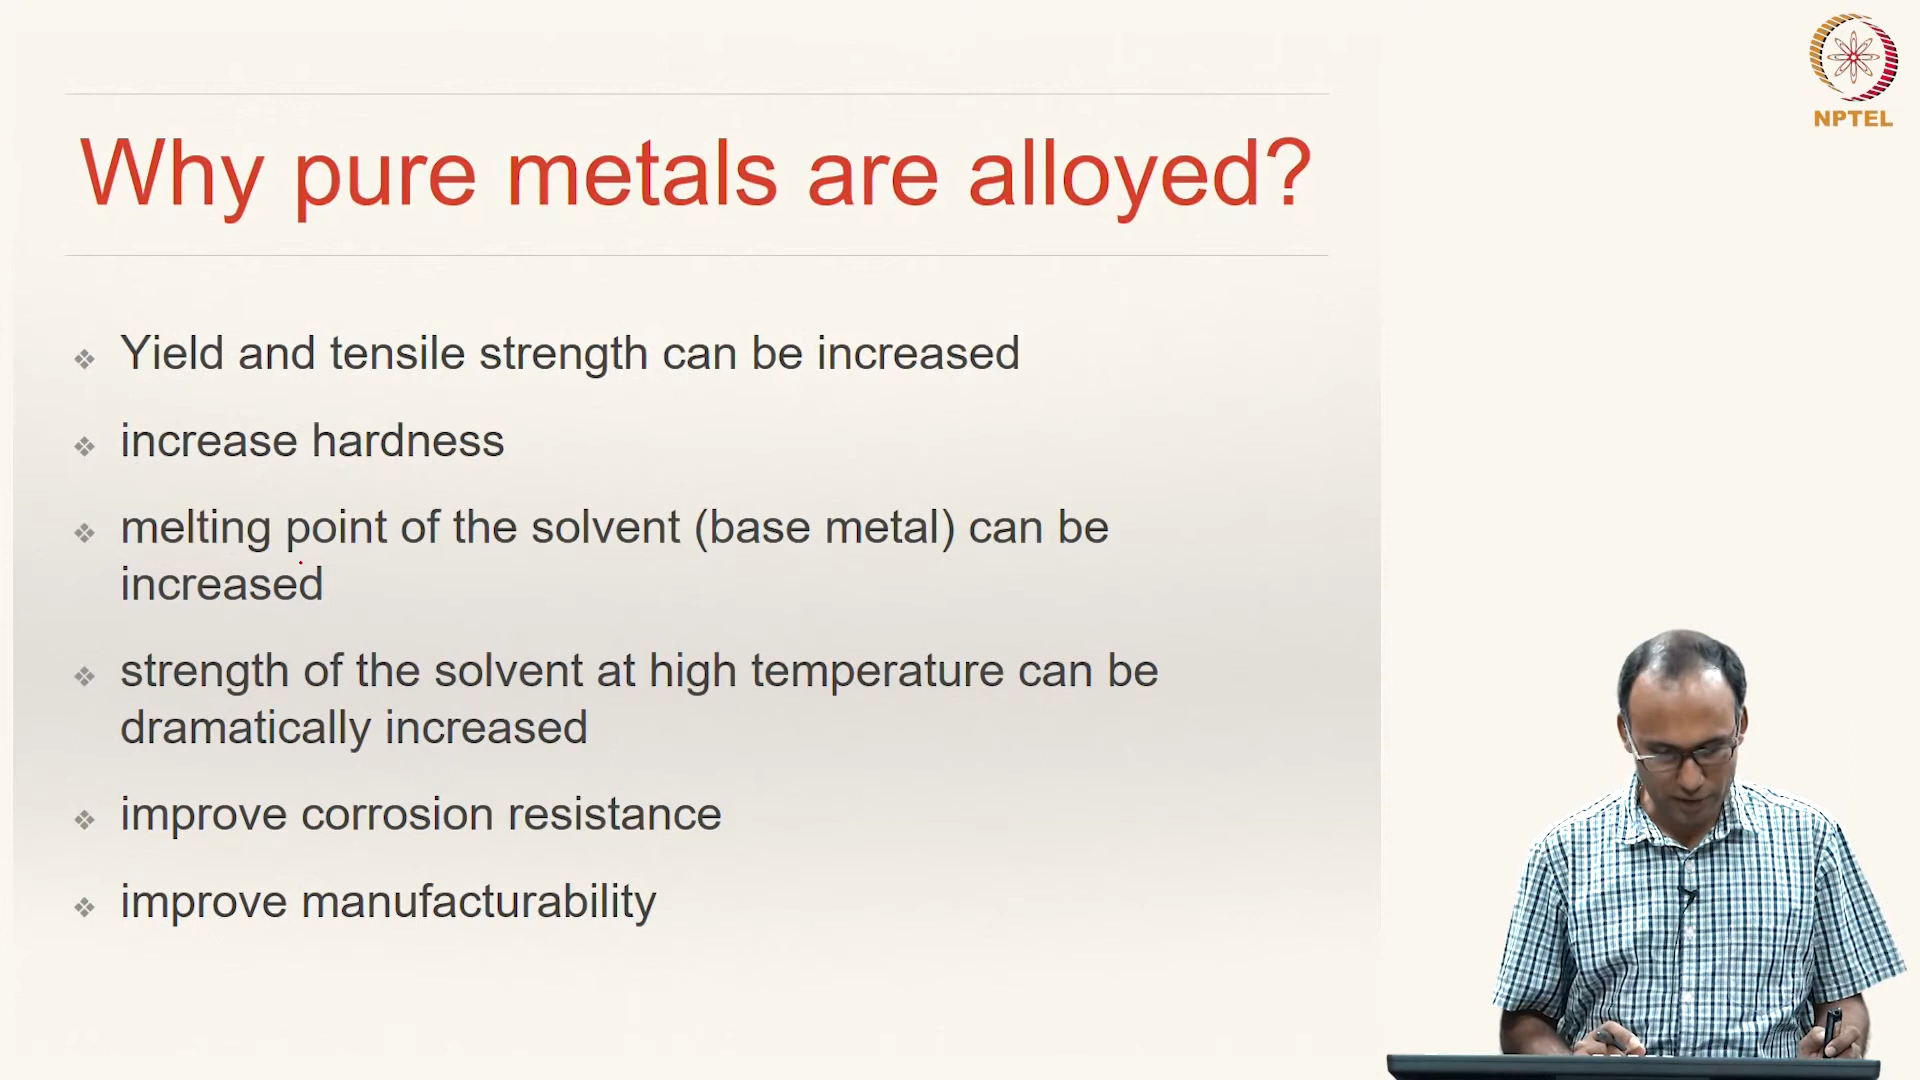 NPTEL
Why pure metals are alloyed?
Yield and tensile strength can be increased
increase hardness
melting point of the solvent (base metal) can be
increased
strength of the solvent at high temperature can be
dramatically increased
improve corrosion resistance
improve manufacturability